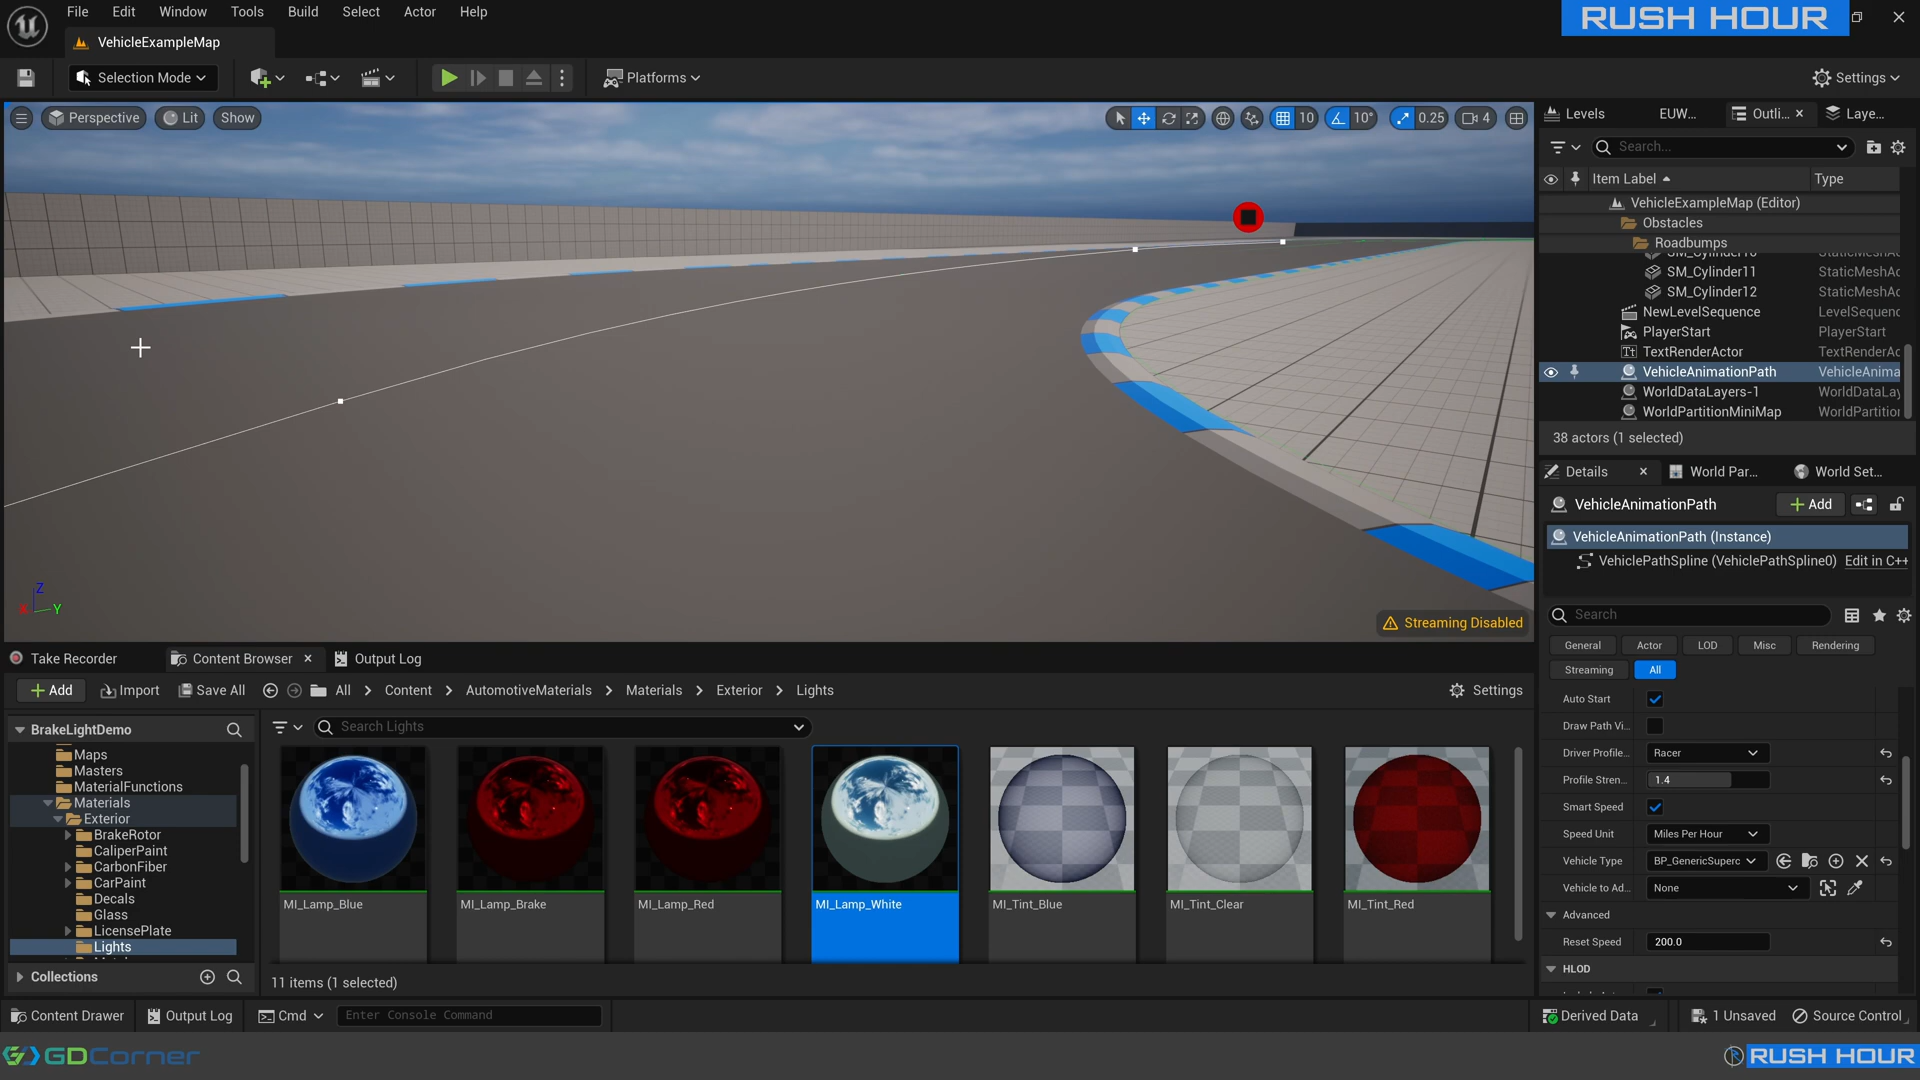 File Edit Window Tools Build Select Actor Help
RUSH HOUR
VehicleExampleMap
Selection Mode
Platforms
Settings
Perspective Lit Show
10 10° 0.25 4
Levels EUW... Outli... Laye...
Search...
Item Label Type
VehicleExampleMap (Editor)
Obstacles
Roadbumps
SM_Cylinder10 StaticMeshAc
SM_Cylinder11 StaticMeshAc
SM_Cylinder12 StaticMeshAc
NewLevelSequence LevelSequenc
PlayerStart PlayerStart
TextRenderActor TextRenderAc
VehicleAnimationPath VehicleAnima
WorldDataLayers-1 WorldDataLay
WorldPartitionMiniMap WorldPartition
38 actors (1 selected)
Z
X Y
Streaming Disabled
Details World Par... World Set...
VehicleAnimationPath Add
VehicleAnimationPath (Instance)
VehiclePathSpline (VehiclePathSpline0) Edit in C++
Search
General Actor LOD Misc Rendering
Streaming All
Auto Start
Draw Path Vi...
Driver Profile... Racer
Profile Stren... 1.4
Smart Speed
Speed Unit Miles Per Hour
Vehicle Type BP_GenericSuperc
Vehicle to Ad... None
Advanced
Reset Speed 200.0
HLOD
Take Recorder Content Browser Output Log
Add Import Save All All Content AutomotiveMaterials Materials Exterior Lights Settings
BrakeLightDemo
Search Lights
Maps
Masters
MaterialFunctions
Materials
Exterior
BrakeRotor
CaliperPaint
CarbonFiber
CarPaint
Decals
Glass
LicensePlate
Lights
Collections
MI_Lamp_Blue MI_Lamp_Brake MI_Lamp_Red MI_Lamp_White MI_Tint_Blue MI_Tint_Clear MI_Tint_Red
11 items (1 selected)
Content Drawer Output Log Cmd Enter Console Command Derived Data 1 Unsaved Source Control
GDCorner
RUSH HOUR